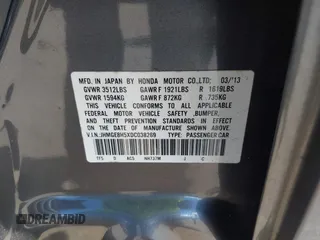 MFD. IN JAPAN BY HONDA MOTOR CO.,LTD. 03/13
GVWR 3512LBS GAWR F 1921LBS R 1619LBS
GVWR 1594KG GAWR F 872KG R 735KG
THIS VEHICLE CONFORMS TO ALL APPLICABLE
FEDERAL MOTOR VEHICLE SAFETY ,BUMPER,
AND THEFT PREVENTION STANDARDS IN EFFECT
ON THE DATE OF MANUFACTURE SHOWN ABOVE.
V.I.N.:JHMGE8H5XDC038269 TYPE: PASSENGER CAR
DREAMBID